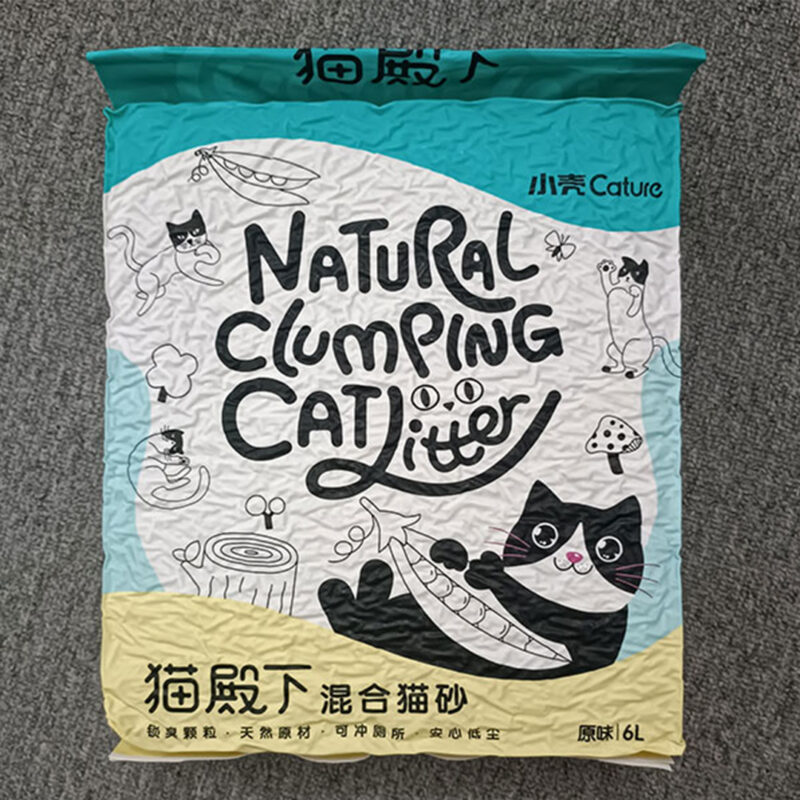 猫殿下
小壳Cature
NATURAL
CLUMPING
CAT Litter
猫殿下 混合猫砂
锁臭颗粒·天然原材·可冲厕所·安心低尘
原味|6L